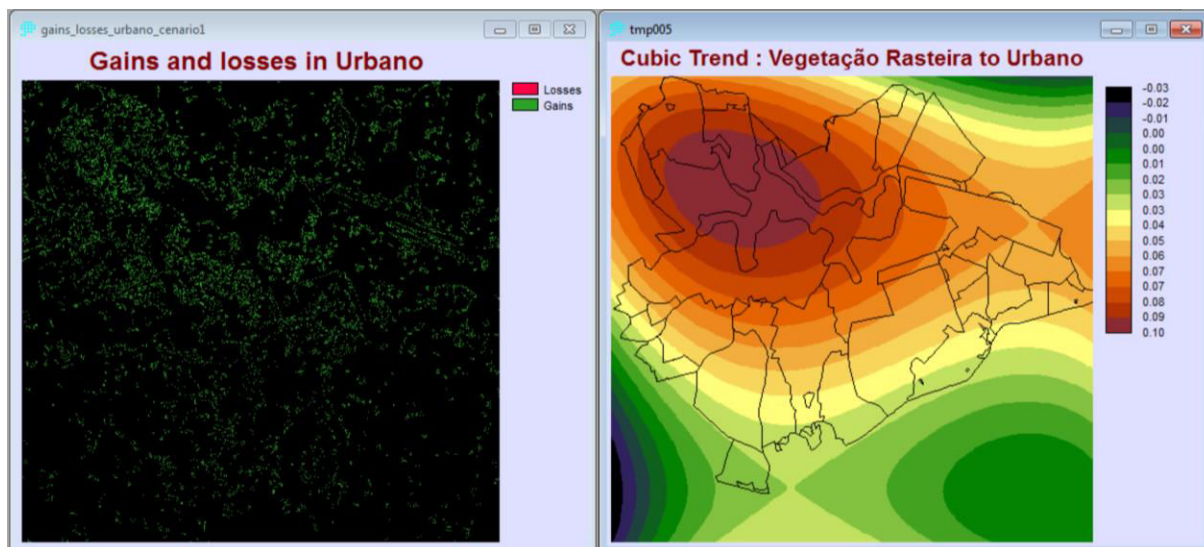 gains_losses_urbano_cenario1
Gains and losses in Urbano
Losses
Gains
tmp005
Cubic Trend : Vegetação Rasteira to Urbano
-0.03
-0.02
-0.01
0.00
0.00
0.01
0.02
0.03
0.03
0.04
0.05
0.06
0.07
0.07
0.08
0.09
0.10